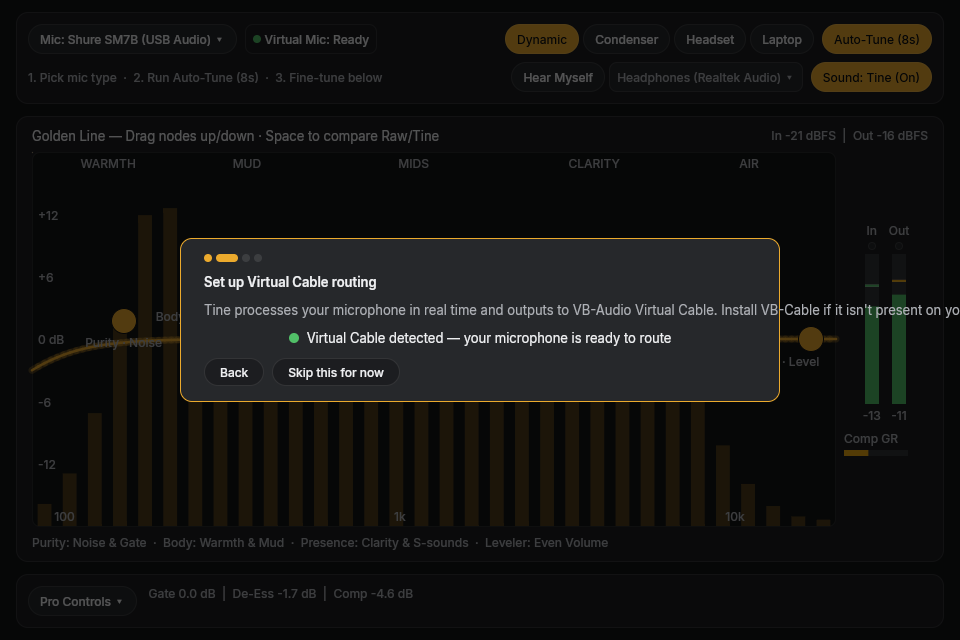 Mic: Shure SM7B (USB Audio) ▾
Virtual Mic: Ready
Dynamic
Condenser
Headset
Laptop
Auto-Tune (8s)
1. Pick mic type · 2. Run Auto-Tune (8s) · 3. Fine-tune below
Hear Myself
Headphones (Realtek Audio) ▾
Sound: Tine (On)
Golden Line — Drag nodes up/down · Space to compare Raw/Tine
In -21 dBFS | Out -16 dBFS
WARMTH
MUD
MIDS
CLARITY
AIR
+12
+6
0 dB
-6
-12
Purity · Noise
Body
· Level
100
1k
10k
In
Out
-13
-11
Comp GR
Set up Virtual Cable routing
Tine processes your microphone in real time and outputs to VB-Audio Virtual Cable. Install VB-Cable if it isn't present on yo
Virtual Cable detected — your microphone is ready to route
Back
Skip this for now
Purity: Noise & Gate · Body: Warmth & Mud · Presence: Clarity & S-sounds · Leveler: Even Volume
Pro Controls ▾
Gate 0.0 dB | De-Ess -1.7 dB | Comp -4.6 dB